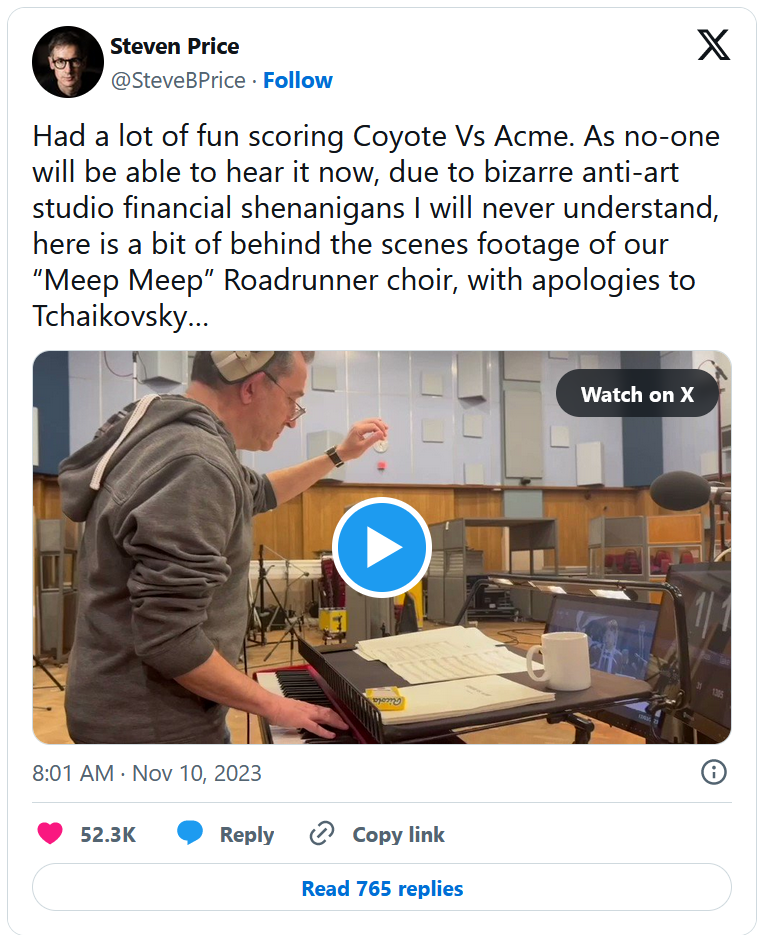 Steven Price
@SteveBPrice · Follow
Had a lot of fun scoring Coyote Vs Acme. As no-one
will be able to hear it now, due to bizarre anti-art
studio financial shenanigans I will never understand,
here is a bit of behind the scenes footage of our
“Meep Meep” Roadrunner choir, with apologies to
Tchaikovsky...
Watch on X
Ricola
8:01 AM · Nov 10, 2023
52.3K
Reply
Copy link
Read 765 replies